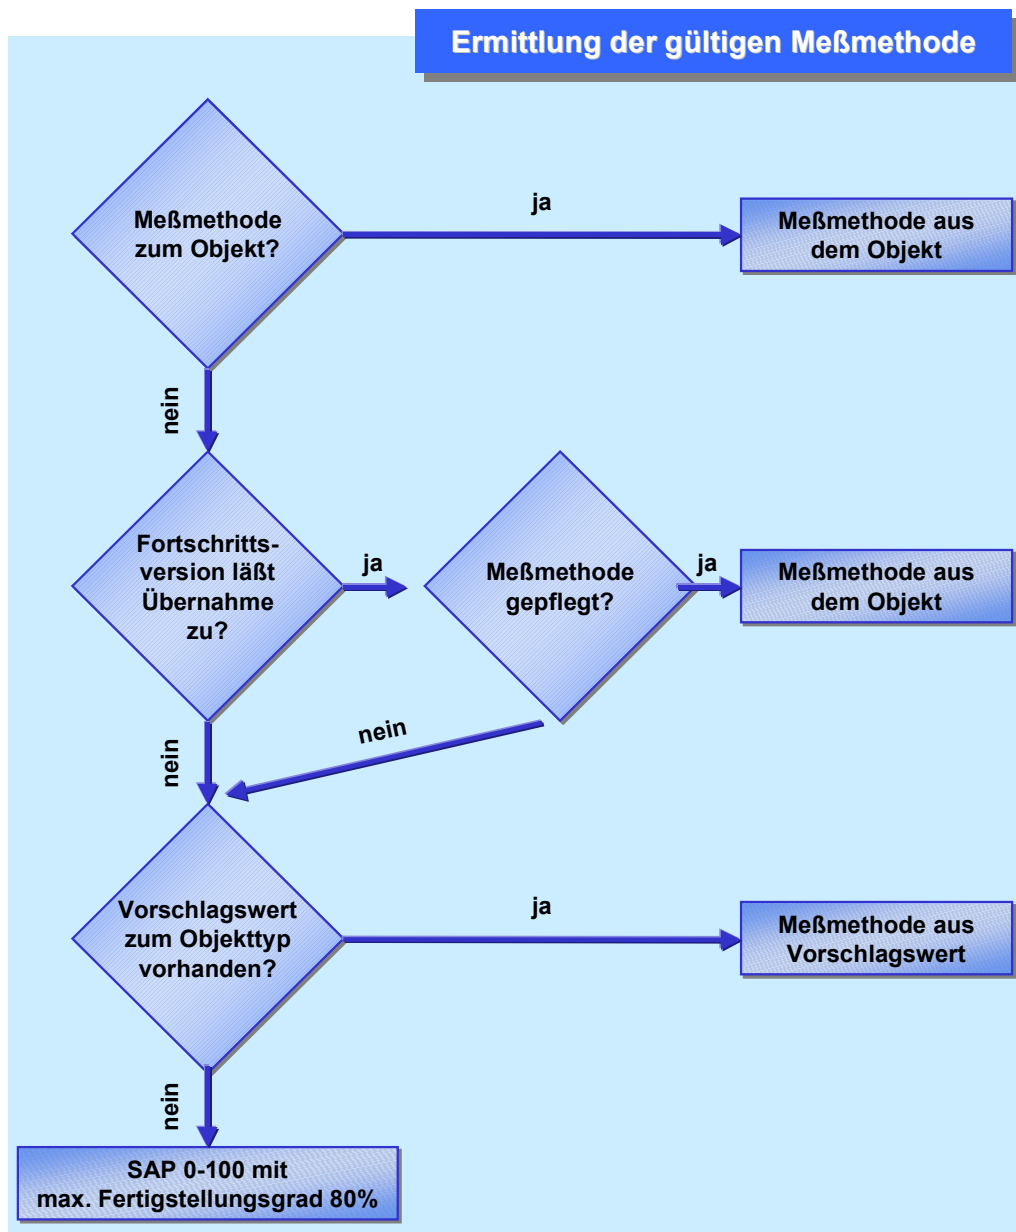 Ermittlung der gültigen Meßmethode
Meßmethode
zum Objekt?
ja
Meßmethode aus
dem Objekt
nein
Fortschritts-
version läßt
Übernahme
zu?
ja
Meßmethode
gepflegt?
ja
Meßmethode aus
dem Objekt
nein
nein
Vorschlagswert
zum Objekttyp
vorhanden?
ja
Meßmethode aus
Vorschlagswert
nein
SAP 0-100 mit
max. Fertigstellungsgrad 80%